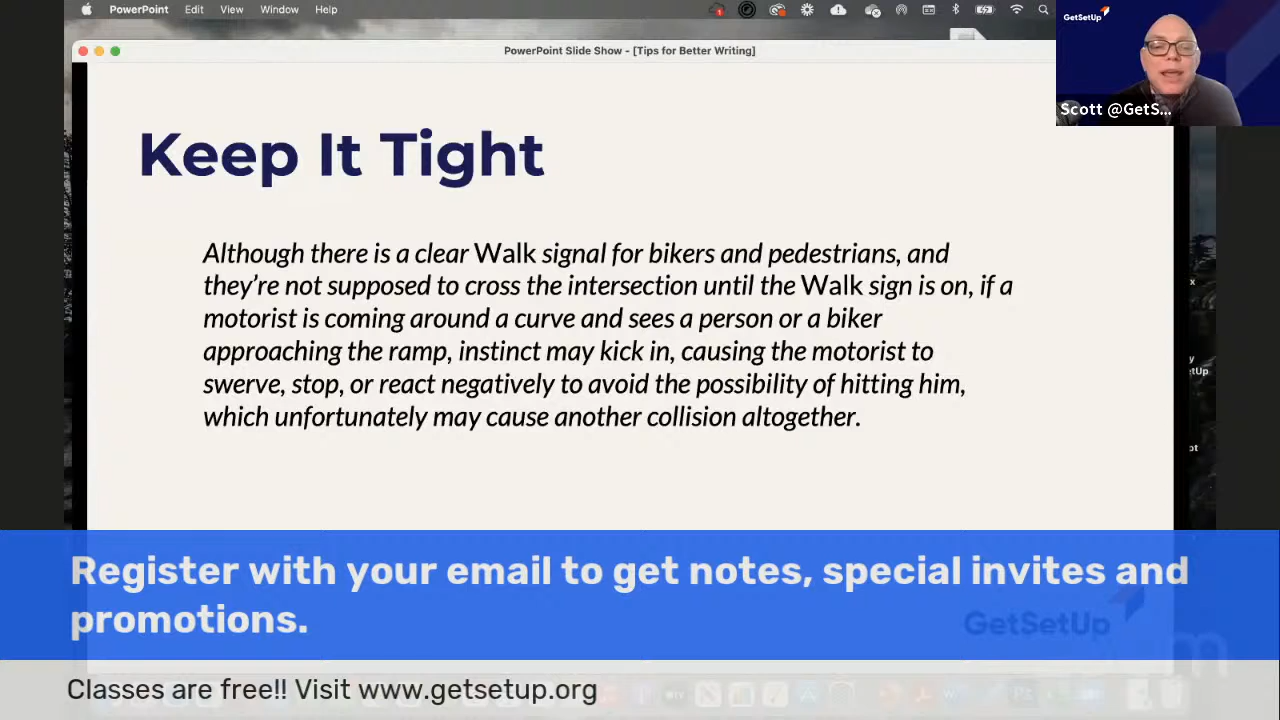 PowerPoint Edit View Window Help
PowerPoint Slide Show - [Tips for Better Writing]
GetSetUp
Scott @GetS...
Keep It Tight
Although there is a clear Walk signal for bikers and pedestrians, and
they're not supposed to cross the intersection until the Walk sign is on, if a
motorist is coming around a curve and sees a person or a biker
approaching the ramp, instinct may kick in, causing the motorist to
swerve, stop, or react negatively to avoid the possibility of hitting him,
which unfortunately may cause another collision altogether.
Register with your email to get notes, special invites and
promotions.
GetSetUp
Classes are free!! Visit www.getsetup.org